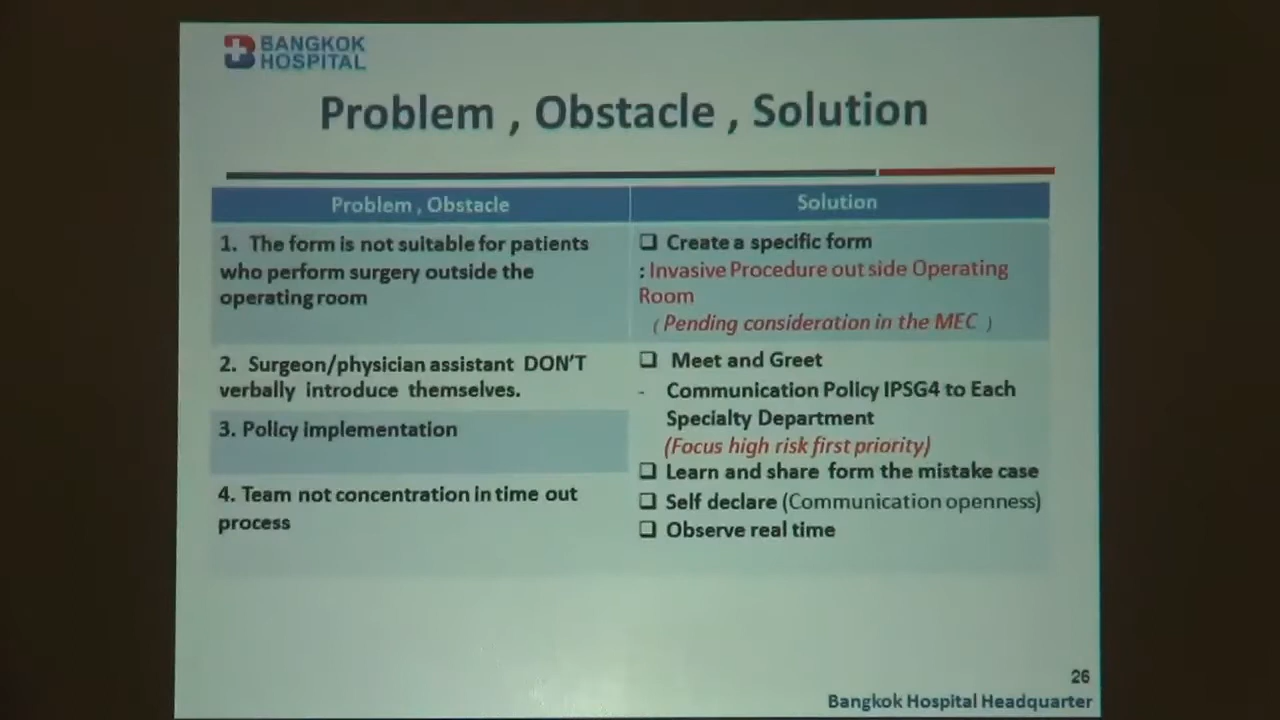 BANGKOK
HOSPITAL
Problem , Obstacle , Solution
Problem , Obstacle
Solution
1. The form is not suitable for patients
who perform surgery outside the
operating room
❑ Create a specific form
: Invasive Procedure out side Operating
Room
( Pending consideration in the MEC )
2. Surgeon/physician assistant DON'T
verbally introduce themselves.
3. Policy implementation
4. Team not concentration in time out
process
❑ Meet and Greet
- Communication Policy IPSG4 to Each
Specialty Department
(Focus high risk first priority)
❑ Learn and share form the mistake case
❑ Self declare (Communication openness)
❑ Observe real time
26
Bangkok Hospital Headquarter